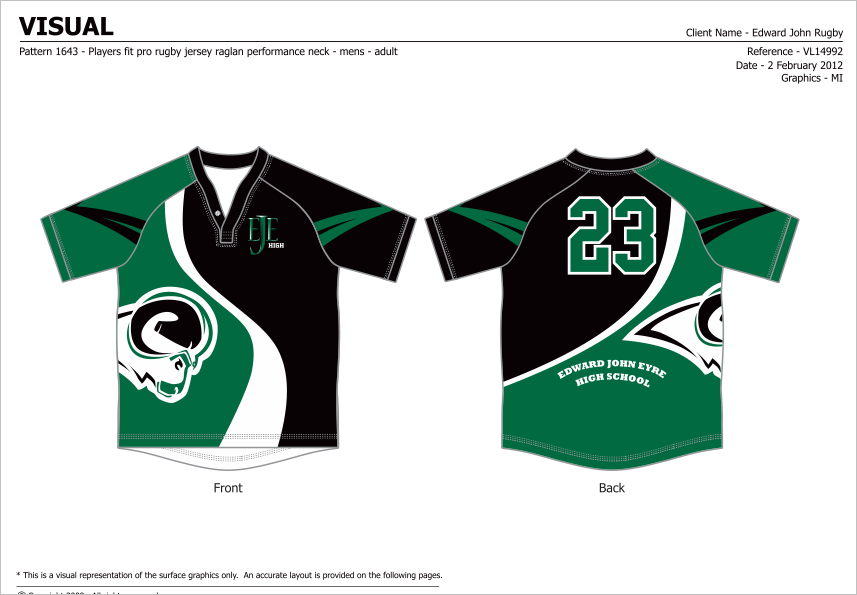 VISUAL
Client Name - Edward John Rugby
Pattern 1643 - Players fit pro rugby jersey raglan performance neck - mens - adult
Reference - VL14992
Date - 2 February 2012
Graphics - MI
EJE
HIGH
23
EDWARD JOHN EYRE
HIGH SCHOOL
Front
Back
* This is a visual representation of the surface graphics only. An accurate layout is provided on the following pages.